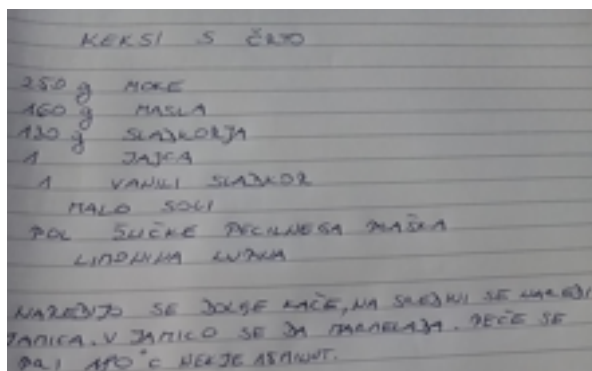 KEKSI S ČRTO
250 g MOKE
160 g MASLA
130 g SLADKORJA
1 JAJCA
1 VANILI SLADKOR
MALO SOLI
POL ŽLIČKE PECILNEGA PRAŠKA
LIMONINA LUPINA
NAREDIJO SE DOLGE KAČE, NA SREDINI SE NAREDI
JAMICA. V JAMICO SE DA MARMELADA. PEČE SE
PRI °C NEKJE 15 MINUT.